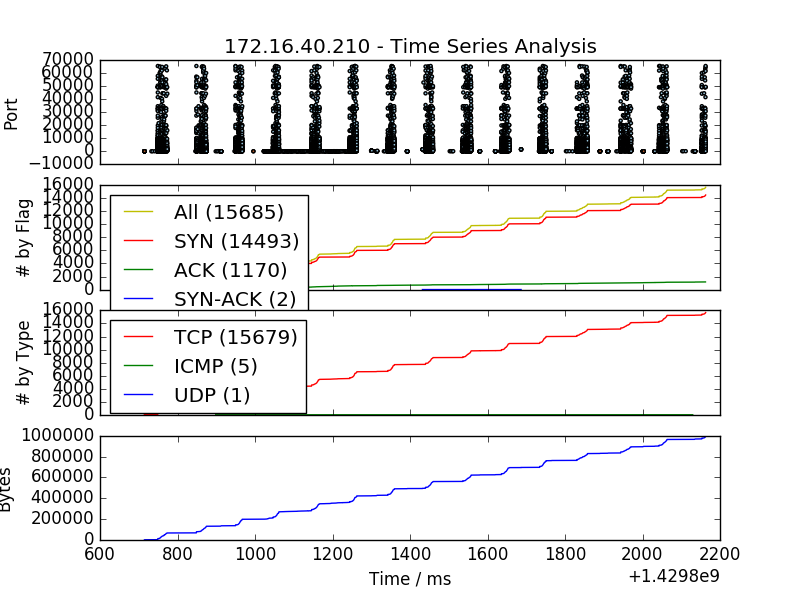 172.16.40.210 - Time Series Analysis
70000
60000
50000
40000
30000
20000
10000
0
−10000
Port
16000
14000
12000
10000
8000
6000
4000
2000
0
# by Flag
All (15685)
SYN (14493)
ACK (1170)
SYN-ACK (2)
16000
14000
12000
10000
8000
6000
4000
2000
0
# by Type
TCP (15679)
ICMP (5)
UDP (1)
1000000
800000
600000
400000
200000
0
Bytes
600 800 1000 1200 1400 1600 1800 2000 2200
Time / ms
+1.4298e9